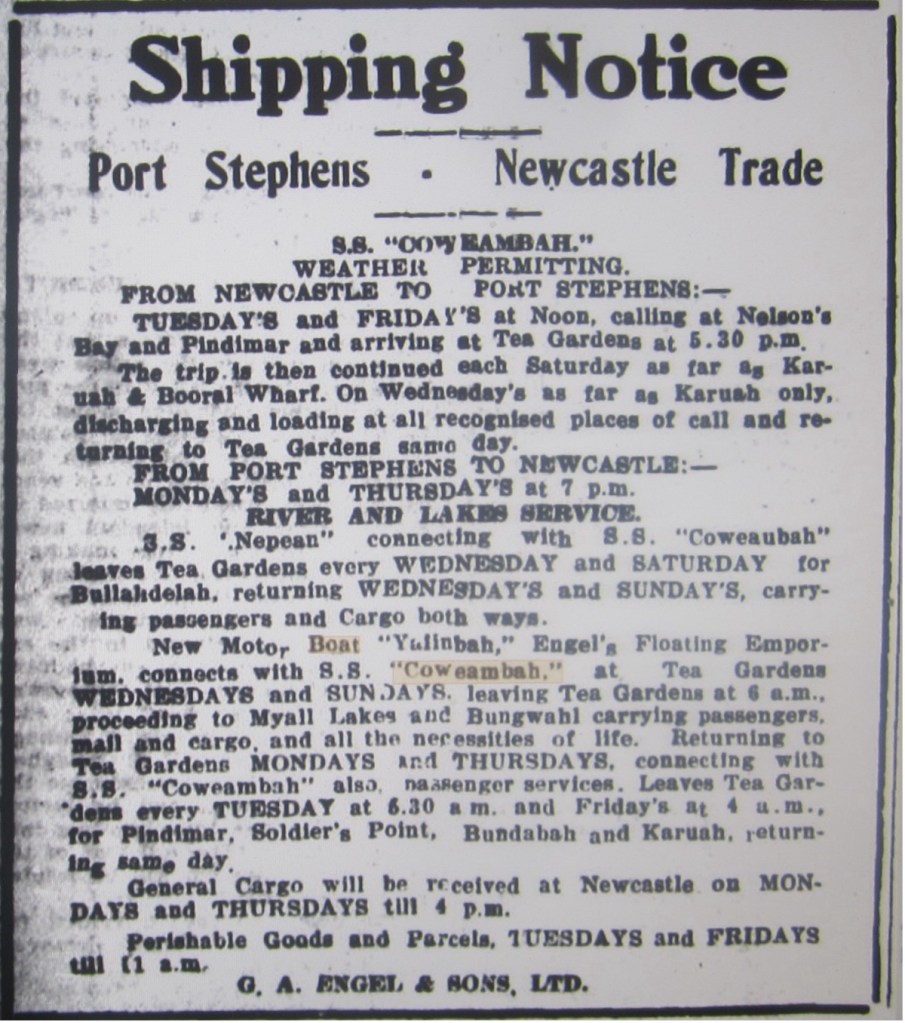 Shipping Notice
Port Stephens . Newcastle Trade
S.S. "COWEAMBAH."
WEATHER PERMITTING.
FROM NEWCASTLE TO PORT STEPHENS:—
TUESDAY'S and FRIDAY'S at Noon, calling at Nelson's
Bay and Pindimar and arriving at Tea Gardens at 5.30 p.m.
The trip is then continued each Saturday as far as Kar-
uah & Booral Wharf. On Wednesday's as far as Karuah only,
discharging and loading at all recognised places of call and re-
turning to Tea Gardens same day.
FROM PORT STEPHENS TO NEWCASTLE:—
MONDAY'S and THURSDAY'S at 7 p.m.
RIVER AND LAKES SERVICE.
S.S. "Nepean" connecting with S.S. "Coweaubah"
leaves Tea Gardens every WEDNESDAY and SATURDAY for
Bullahdelah, returning WEDNESDAY'S and SUNDAY'S, carry-
ing passengers and Cargo both ways.
New Motor Boat "Yalinbah," Engel's Floating Empor-
ium, connects with S.S. "Coweambah," at Tea Gardens
WEDNESDAYS and SUNDAYS, leaving Tea Gardens at 6 a.m.,
proceeding to Myall Lakes and Bungwahl carrying passengers,
mail and cargo, and all the necessities of life. Returning to
Tea Gardens MONDAYS and THURSDAYS, connecting with
S.S. "Coweambah" also, passenger services. Leaves Tea Gar-
dens every TUESDAY at 6.30 a m. and Friday's at 4 a.m.,
for Pindimar, Soldier's Point, Bundabah and Karuah, return-
ing same day.
General Cargo will be received at Newcastle on MON-
DAYS and THURSDAYS till 4 p.m.
Perishable Goods and Parcels, TUESDAYS and FRIDAYS
till 11 a.m.
G. A. ENGEL & SONS, LTD.